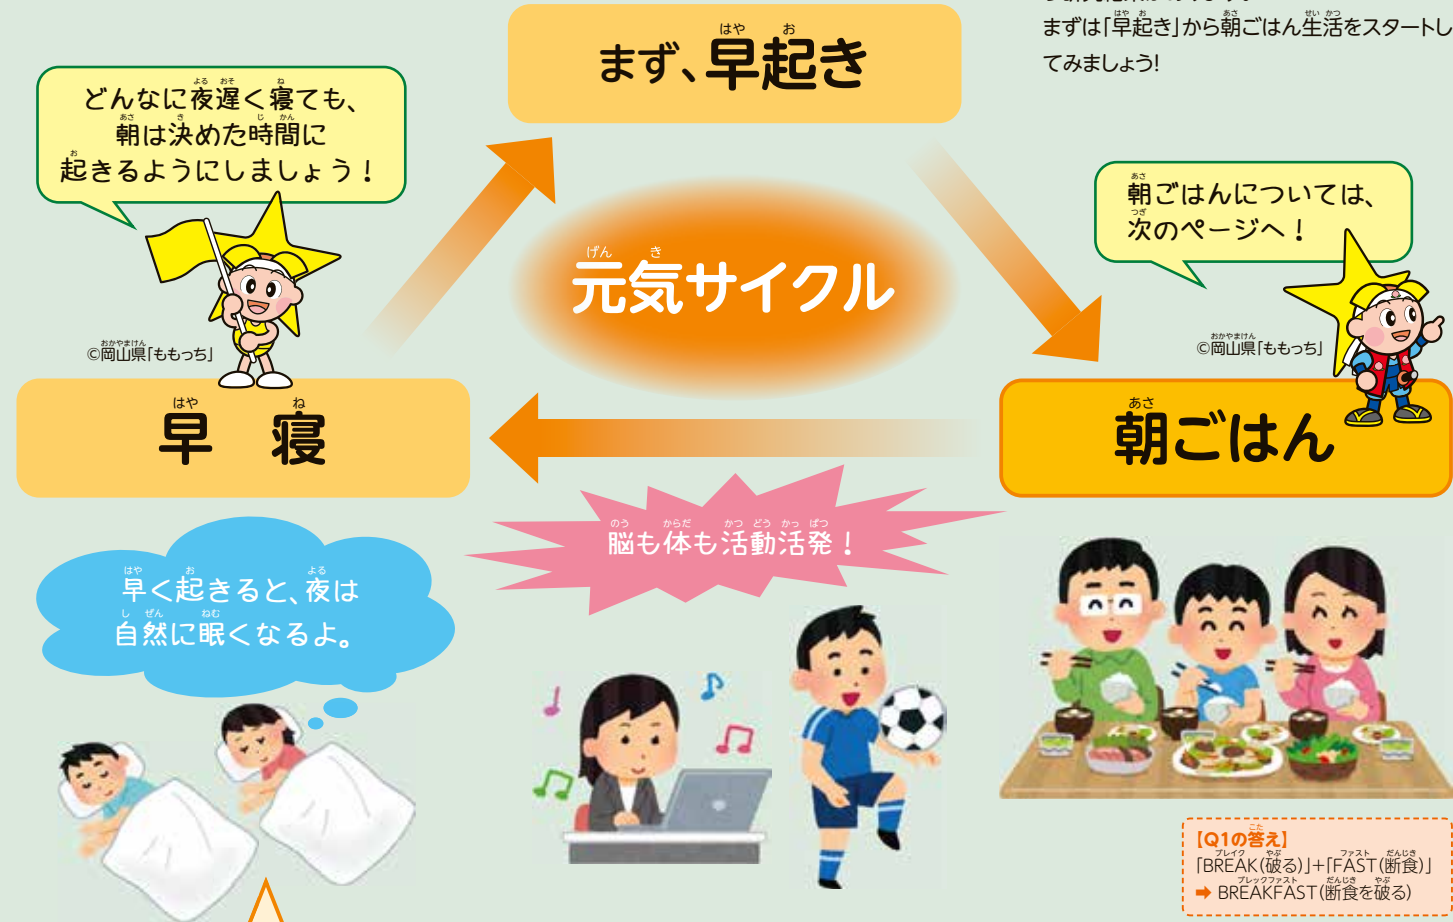 まずは「早起き」から朝ごはん生活をスタートし
てみましょう!
まず、早起き
どんなに夜遅く寝ても、
朝は決めた時間に
起きるようにしましょう!
朝ごはんについては、
次のページへ!
元気サイクル
©岡山県「ももっち」
©岡山県「ももっち」
早 寝
朝ごはん
脳も体も活動活発!
早く起きると、夜は
自然に眠くなるよ。
【Q1の答え】
「BREAK(破る)」+「FAST(断食)」
➡ BREAKFAST(断食を破る)